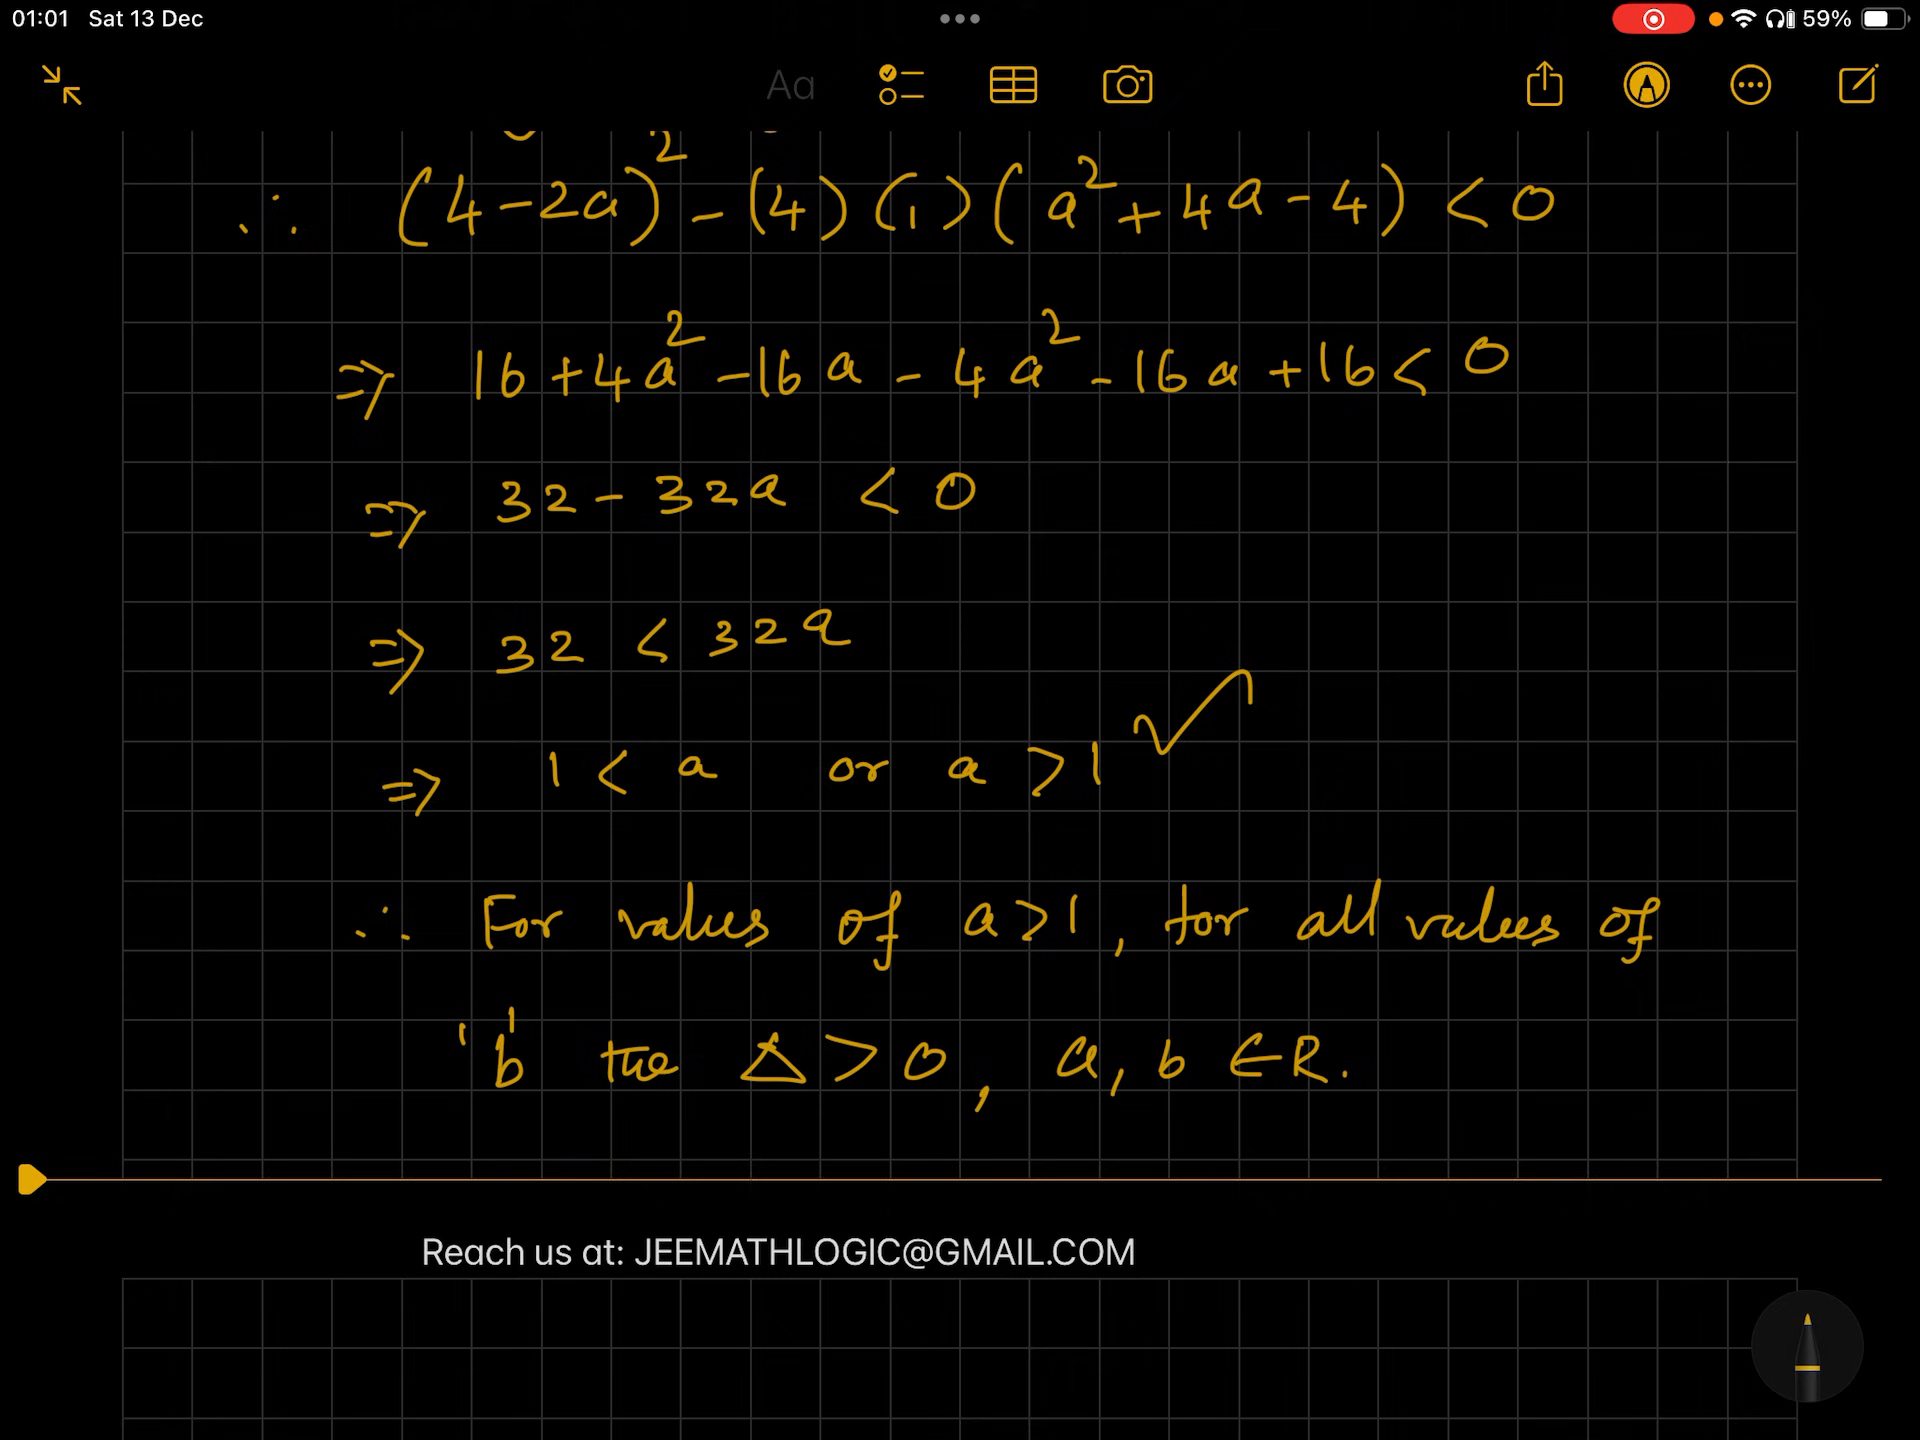 01:01 Sat 13 Dec 59%
Aa
∴ (4-2a)² - (4)(1)(a²+4a-4) < 0
⇒ 16+4a²-16a-4a²-16a+16 < 0
⇒ 32-32a < 0
⇒ 32 < 32a
⇒ 1 < a or a > 1 ✓
∴ For values of a>1, for all values of
'b' the Δ>0, a, b ∈ R.
Reach us at: JEEMATHLOGIC@GMAIL.COM